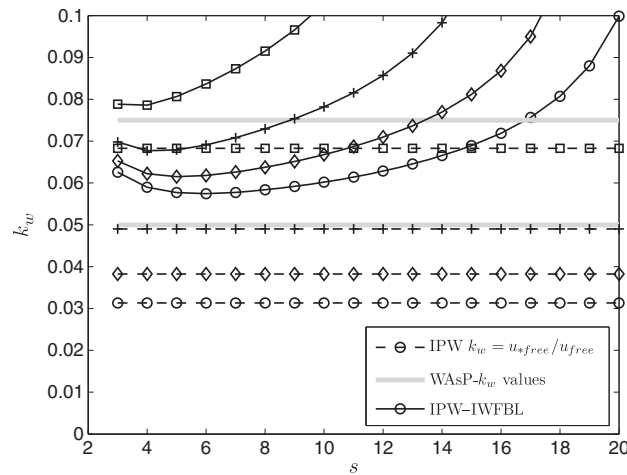 0.1
0.09
0.08
0.07
0.06
0.05
0.04
0.03
0.02
0.01
0
k_w
2 4 6 8 10 12 14 16 18 20
s
IPW k_w = u_{*free}/u_{free}
WAsP-k_w values
IPW–IWFBL